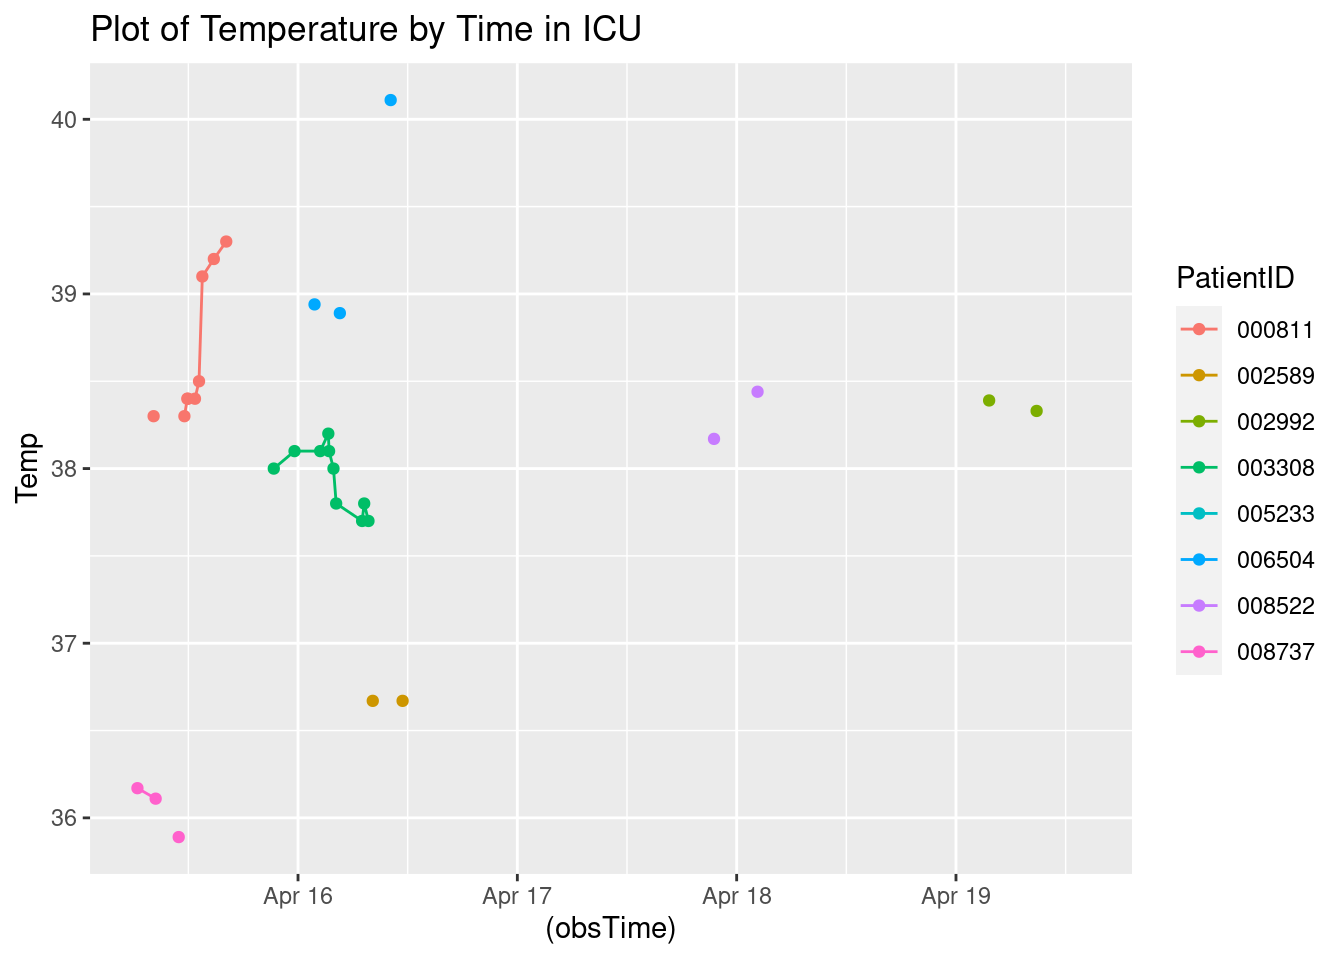 Plot of Temperature by Time in ICU
40
39
38
37
36
Temp
Apr 16
Apr 17
Apr 18
Apr 19
(obsTime)
PatientID
000811
002589
002992
003308
005233
006504
008522
008737